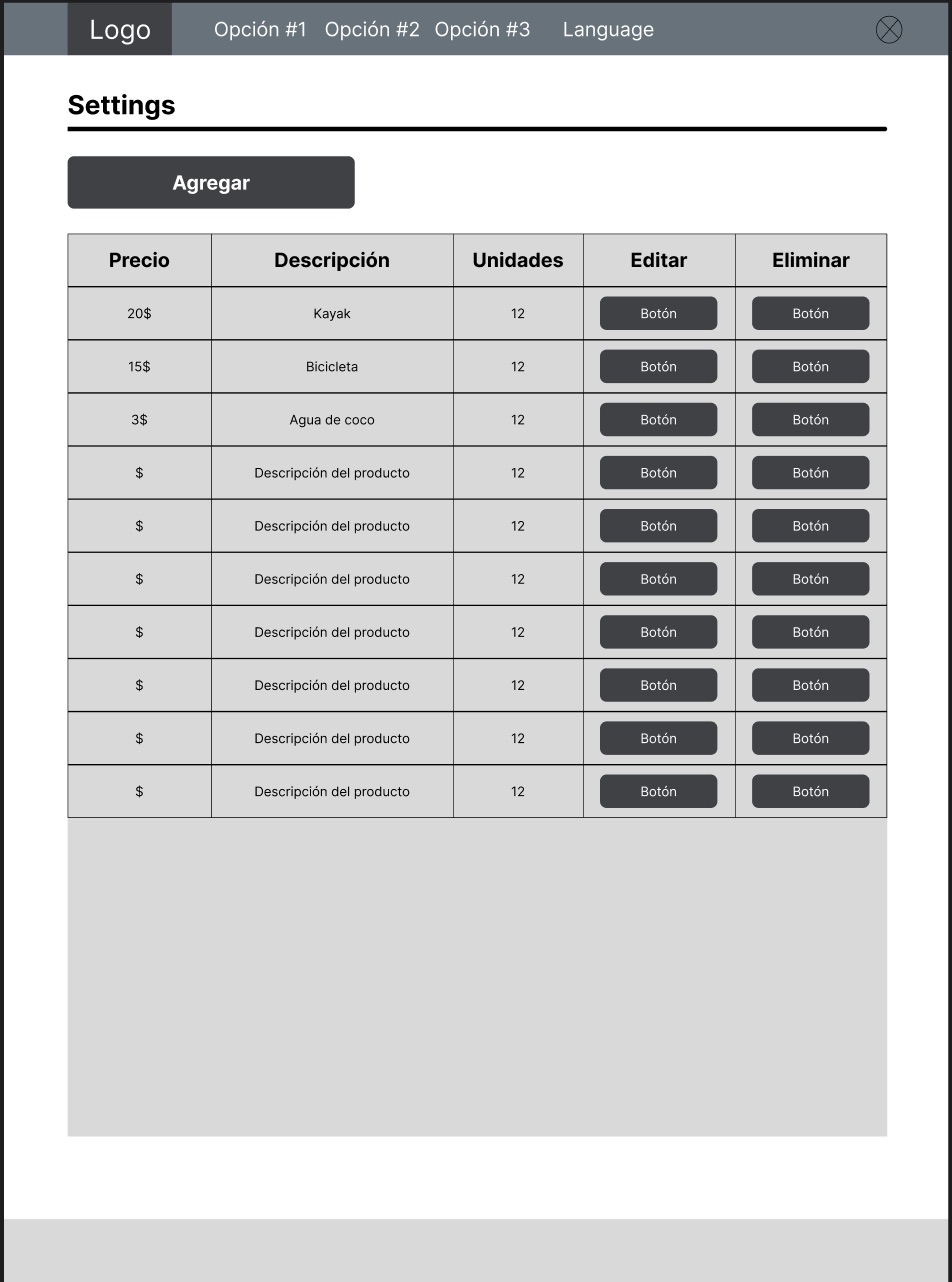 Logo Opción #1 Opción #2 Opción #3 Language
Settings
Agregar
Precio Descripción Unidades Editar Eliminar
20$ Kayak 12 Botón Botón
15$ Bicicleta 12 Botón Botón
3$ Agua de coco 12 Botón Botón
$ Descripción del producto 12 Botón Botón
$ Descripción del producto 12 Botón Botón
$ Descripción del producto 12 Botón Botón
$ Descripción del producto 12 Botón Botón
$ Descripción del producto 12 Botón Botón
$ Descripción del producto 12 Botón Botón
$ Descripción del producto 12 Botón Botón